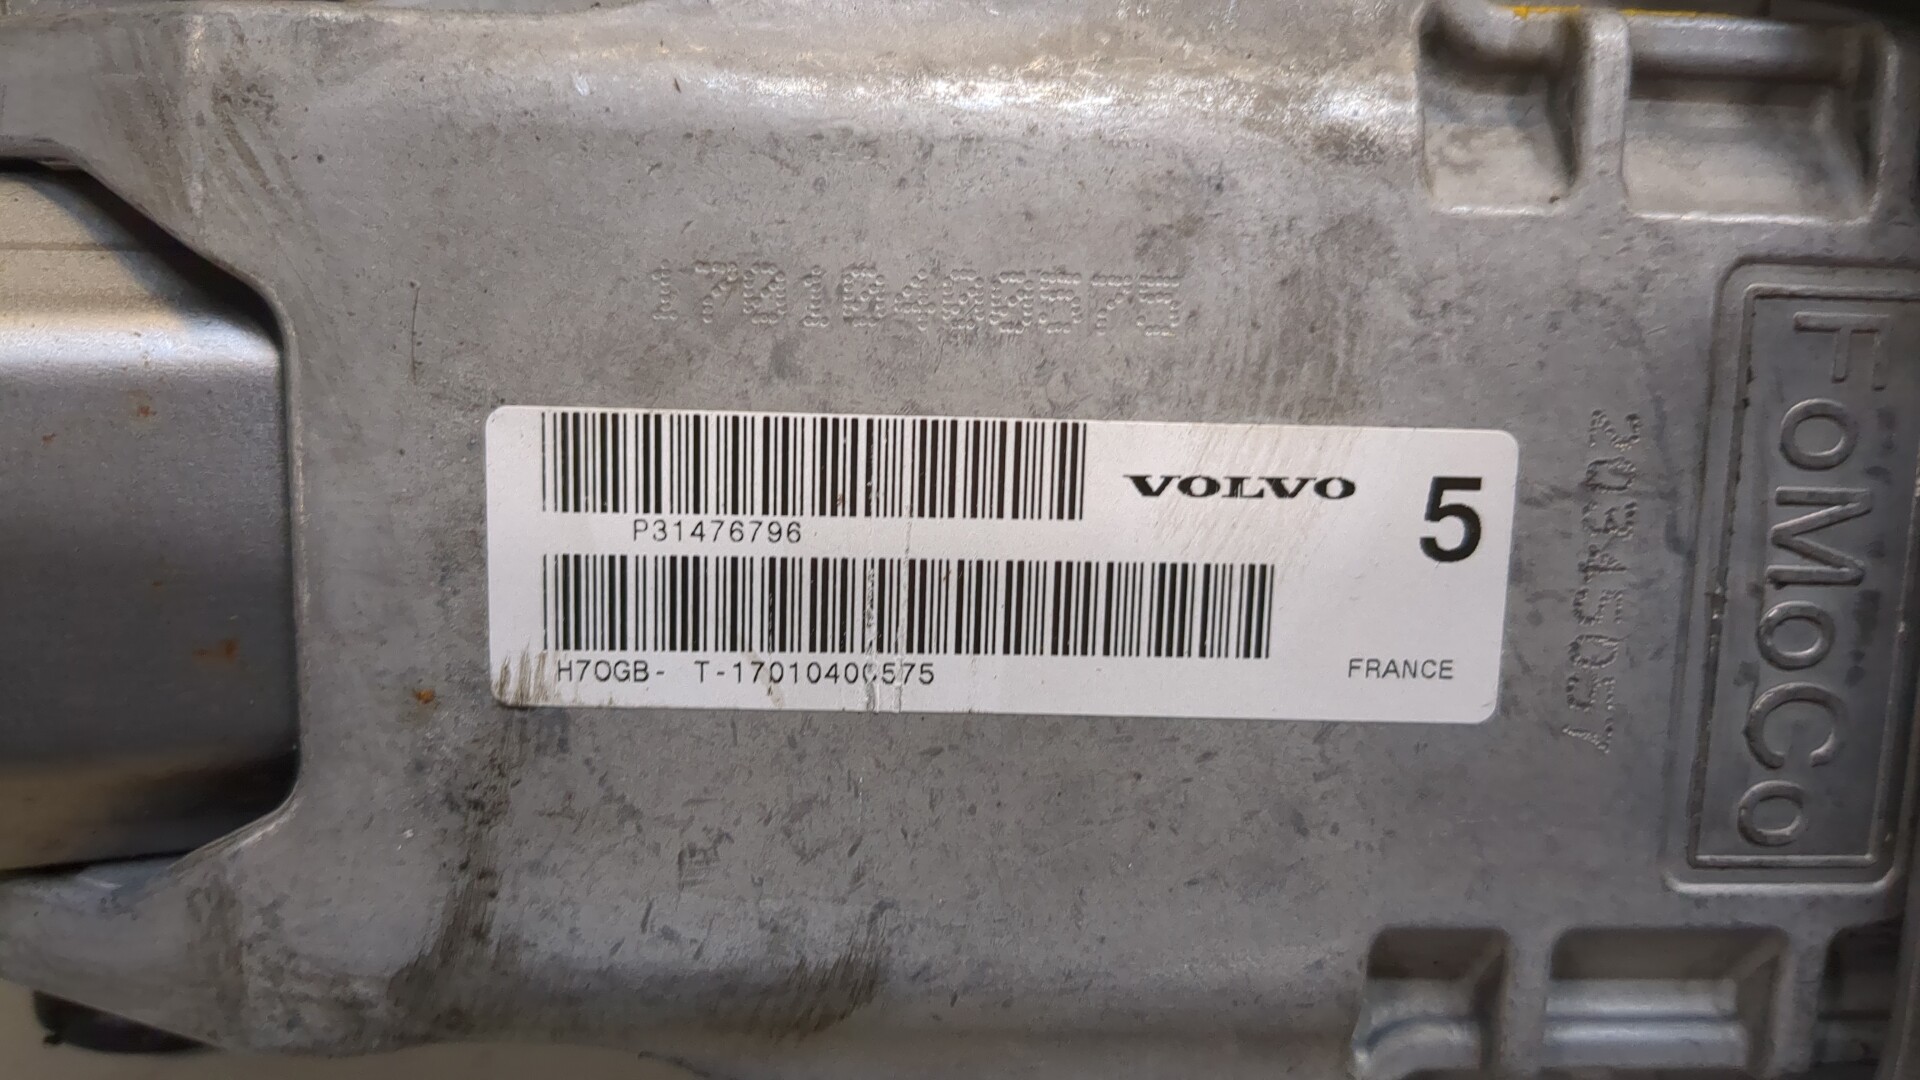 17010400575
P31476796
VOLVO
5
H7OGB- T-17010400575
FRANCE
FoMoCo